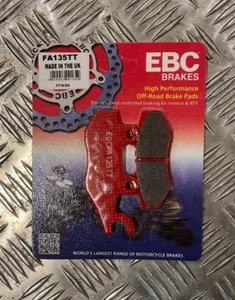 FA135TT
MADE IN THE UK
EBC
BRAKES
High Performance
Off-Road Brake Pads
EBCFA135TT
WORLD'S LARGEST RANGE OF MOTORCYCLE BRAKES